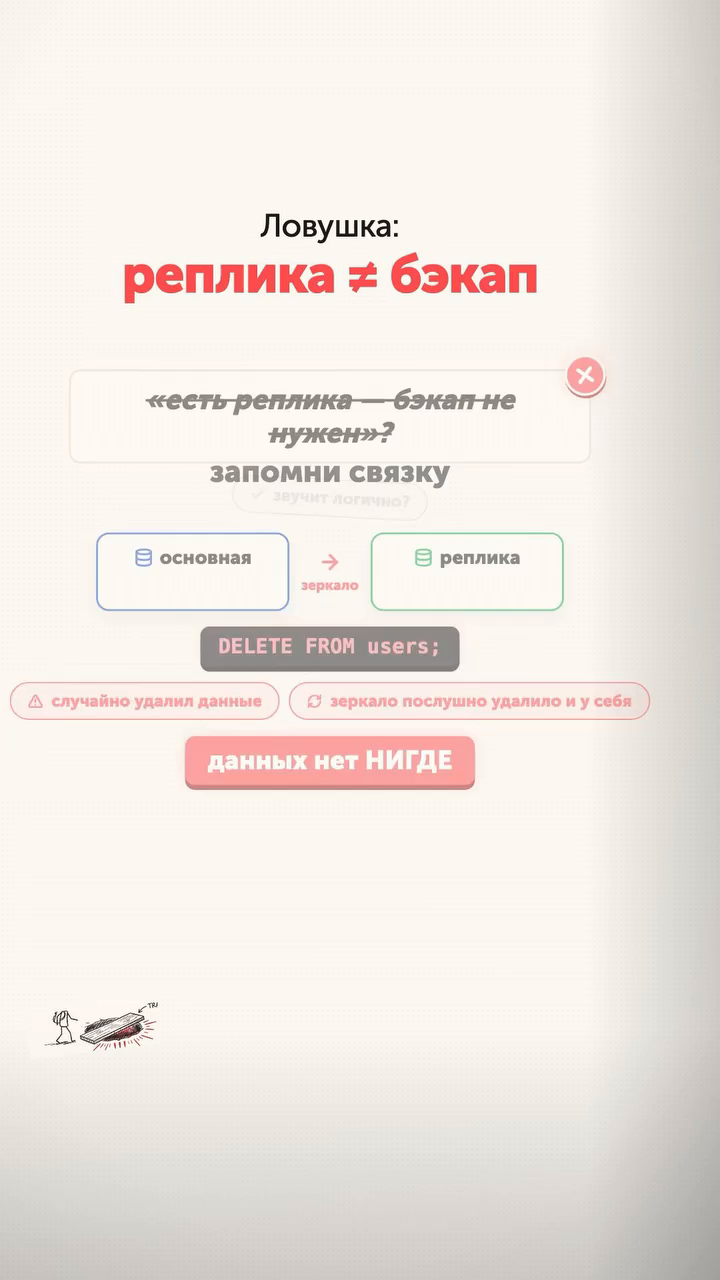 Ловушка:
реплика ≠ бэкап
«есть реплика — бэкап не
нужен»?
запомни связку
звучит логично?
основная
зеркало
реплика
DELETE FROM users;
случайно удалил данные
зеркало послушно удалило и у себя
данных нет НИГДЕ